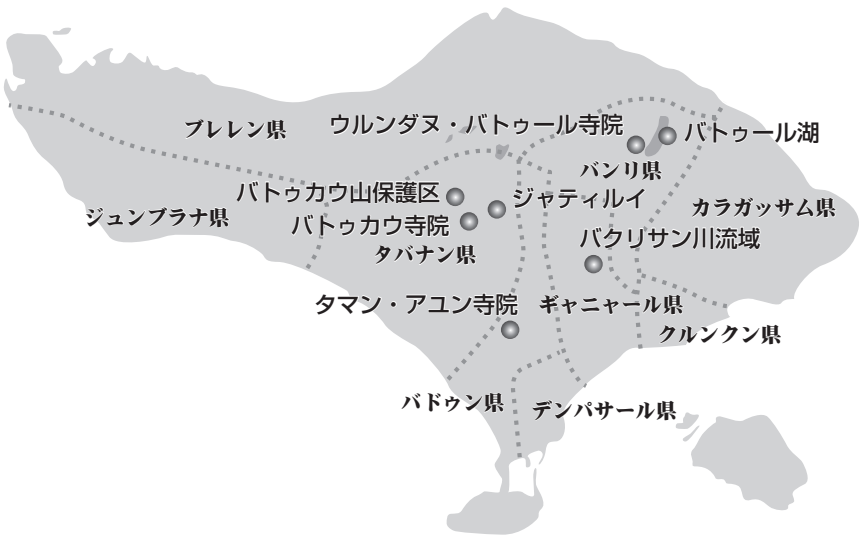 ウルンダヌ・バトゥール寺院
バトゥール湖
ブレレン県
バンリ県
バトゥカウ山保護区
ジャティルイ
カラガッサム県
ジュンブラナ県
バトゥカウ寺院
バクリサン川流域
タバナン県
タマン・アユン寺院
ギャニャール県
クルンクン県
バドゥン県
デンパサール県